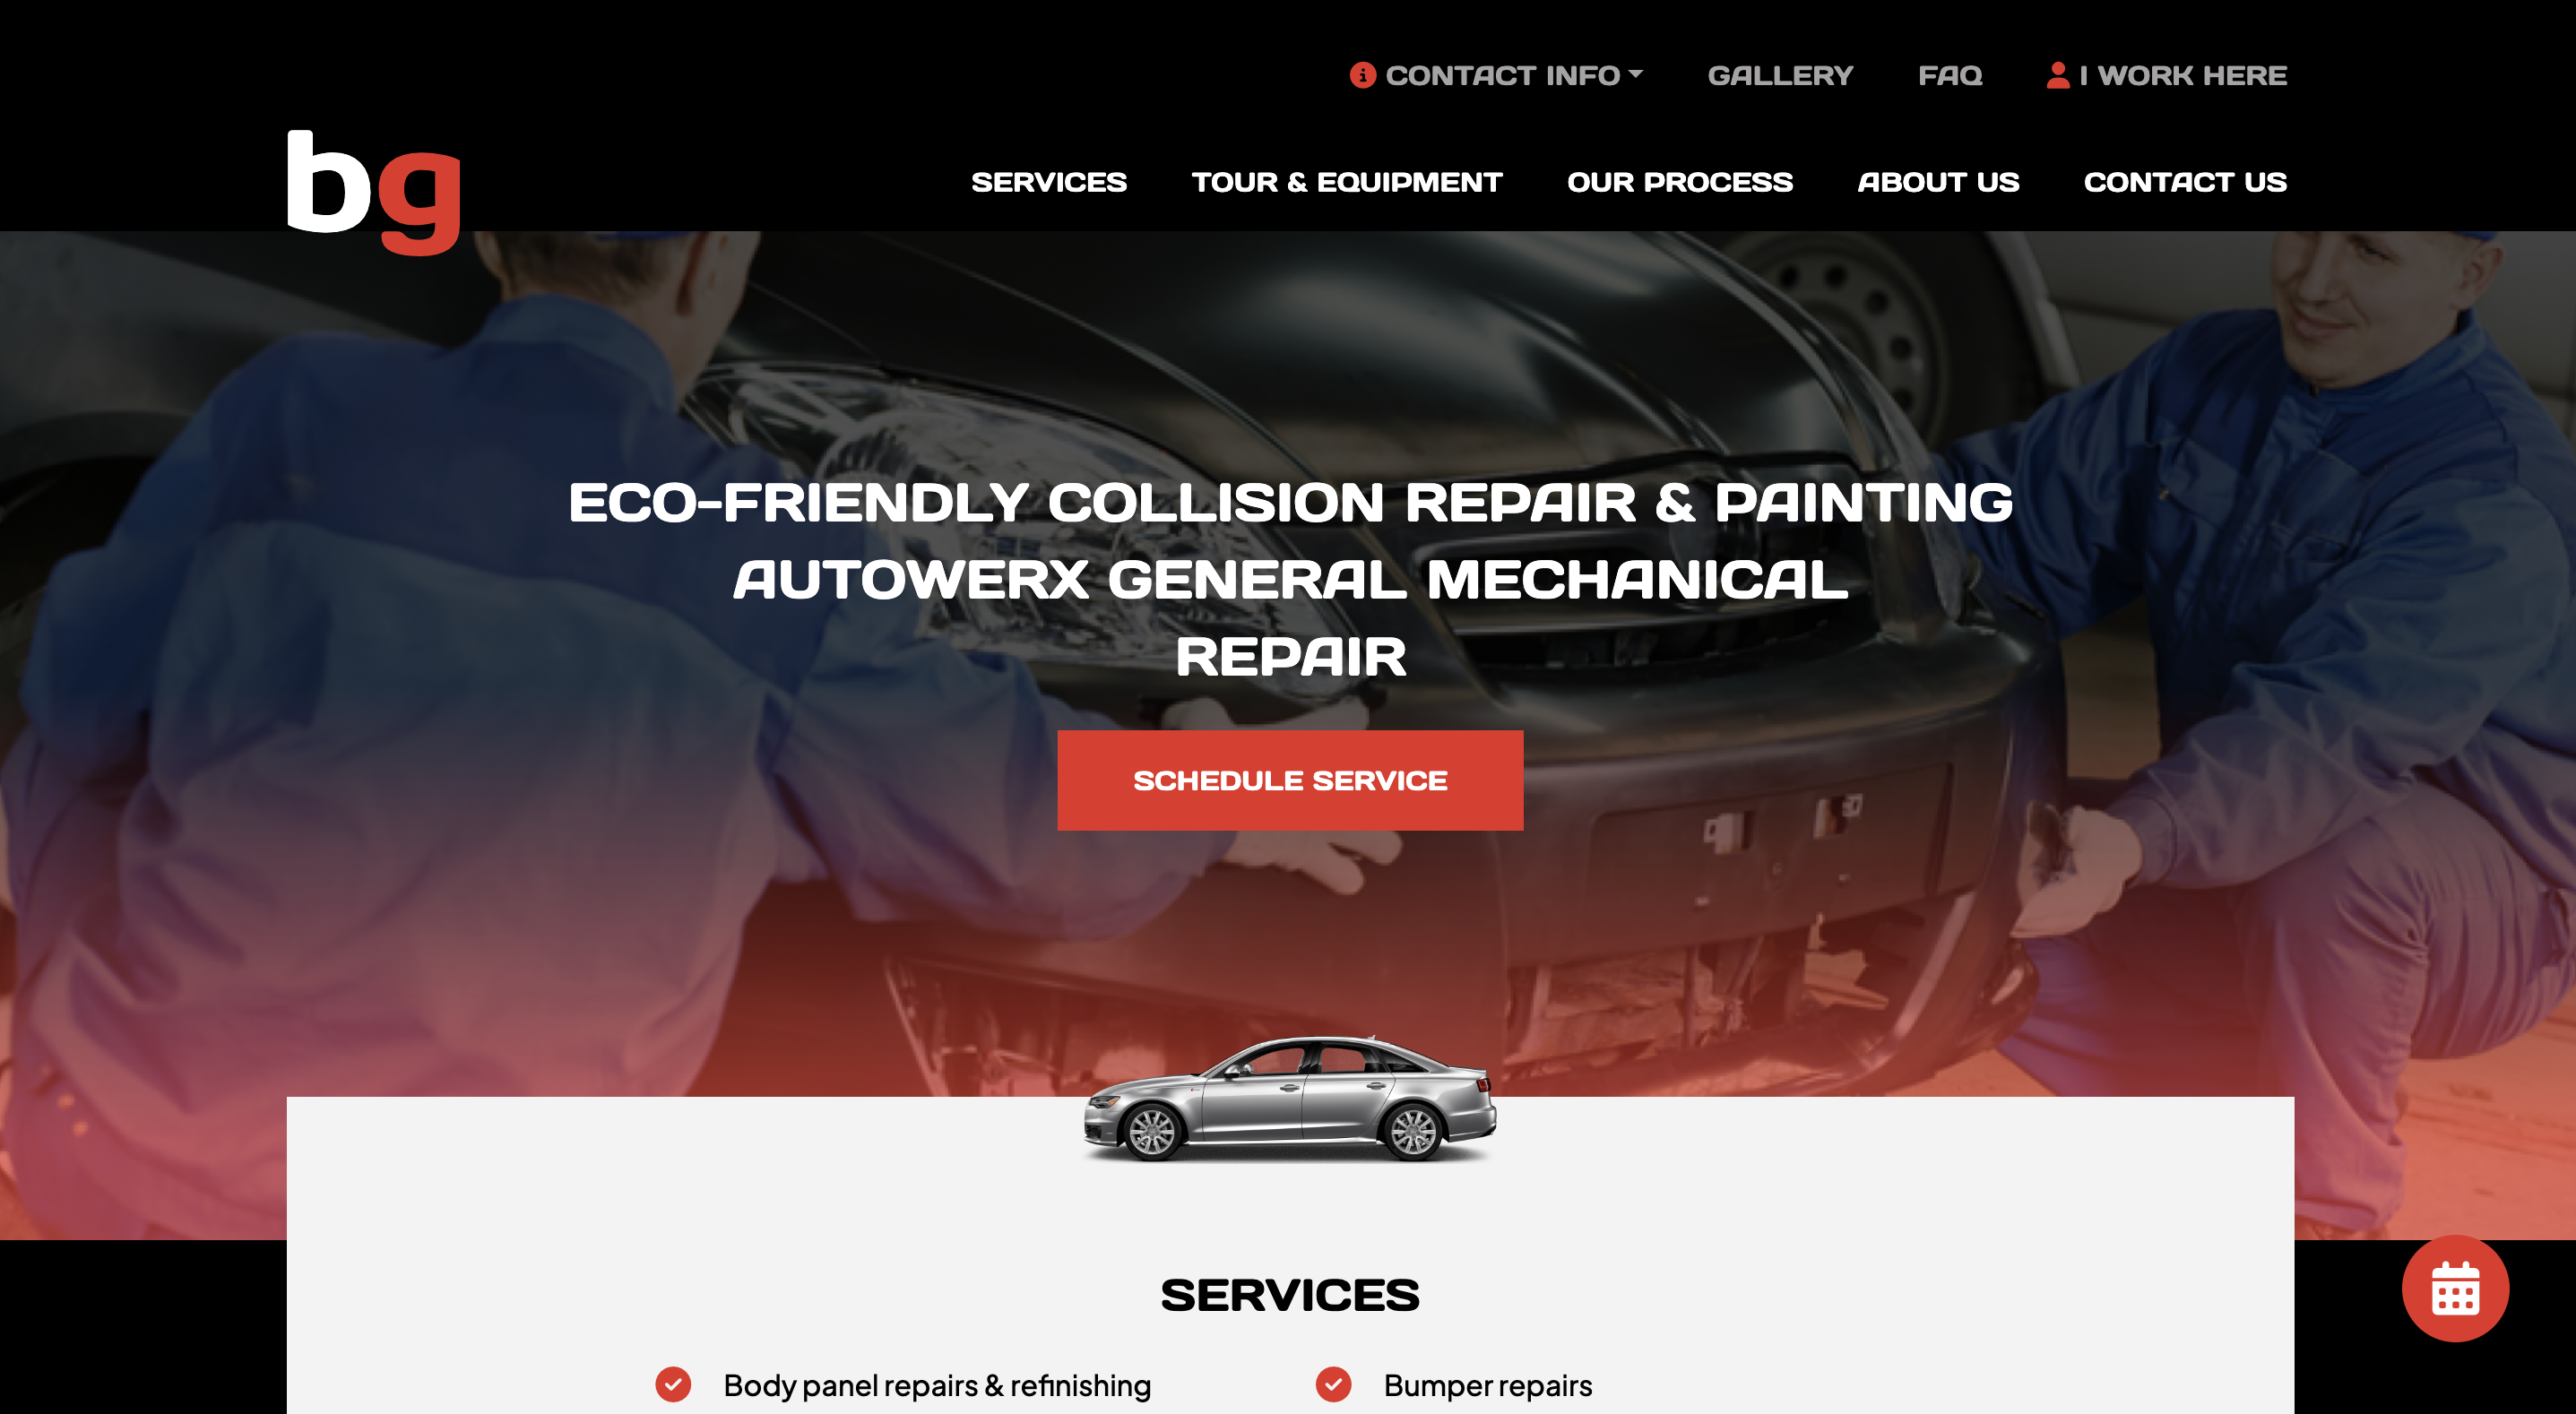 CONTACT INFO
GALLERY
FAQ
I WORK HERE
bg
SERVICES
TOUR & EQUIPMENT
OUR PROCESS
ABOUT US
CONTACT US
ECO-FRIENDLY COLLISION REPAIR & PAINTING
AUTOWERX GENERAL MECHANICAL
REPAIR
SCHEDULE SERVICE
SERVICES
Body panel repairs & refinishing
Bumper repairs